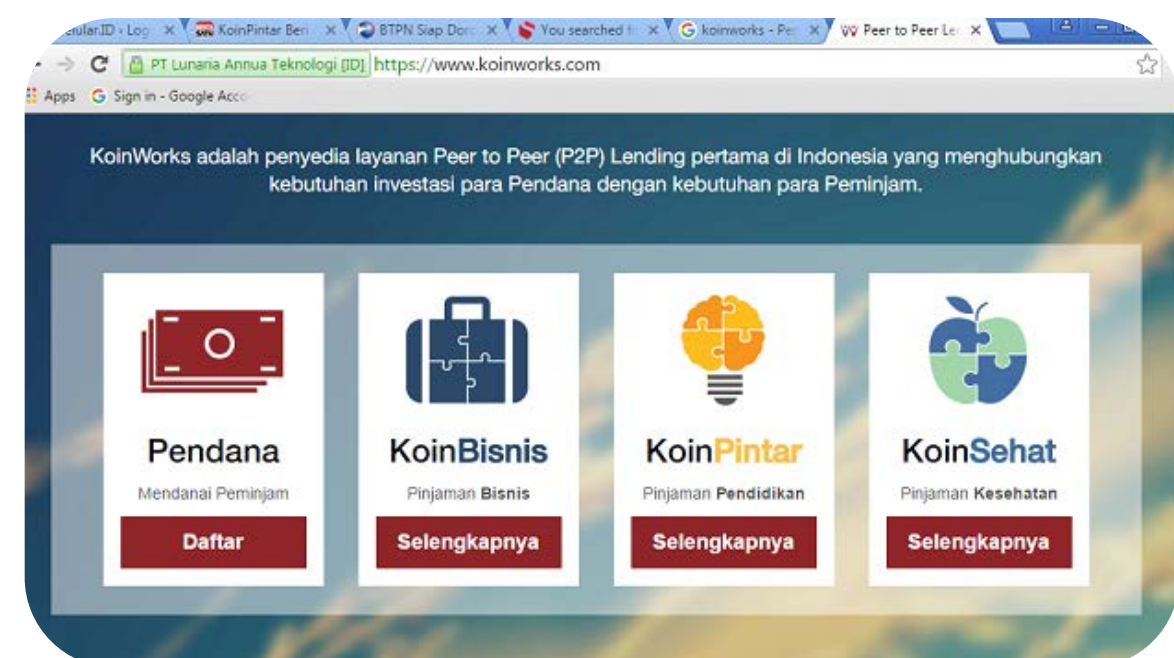 Log
KoinPintar Beri
BTPN Siap Doro
You searched f
koinworks - Pe
Peer to Peer Le
PT Lunaria Annua Teknologi [ID] https://www.koinworks.com
Apps Sign in - Google Acco
KoinWorks adalah penyedia layanan Peer to Peer (P2P) Lending pertama di Indonesia yang menghubungkan
kebutuhan investasi para Pendana dengan kebutuhan para Peminjam.
Pendana
Mendanai Peminjam
Daftar
KoinBisnis
Pinjaman Bisnis
Selengkapnya
KoinPintar
Pinjaman Pendidikan
Selengkapnya
KoinSehat
Pinjaman Kesehatan
Selengkapnya